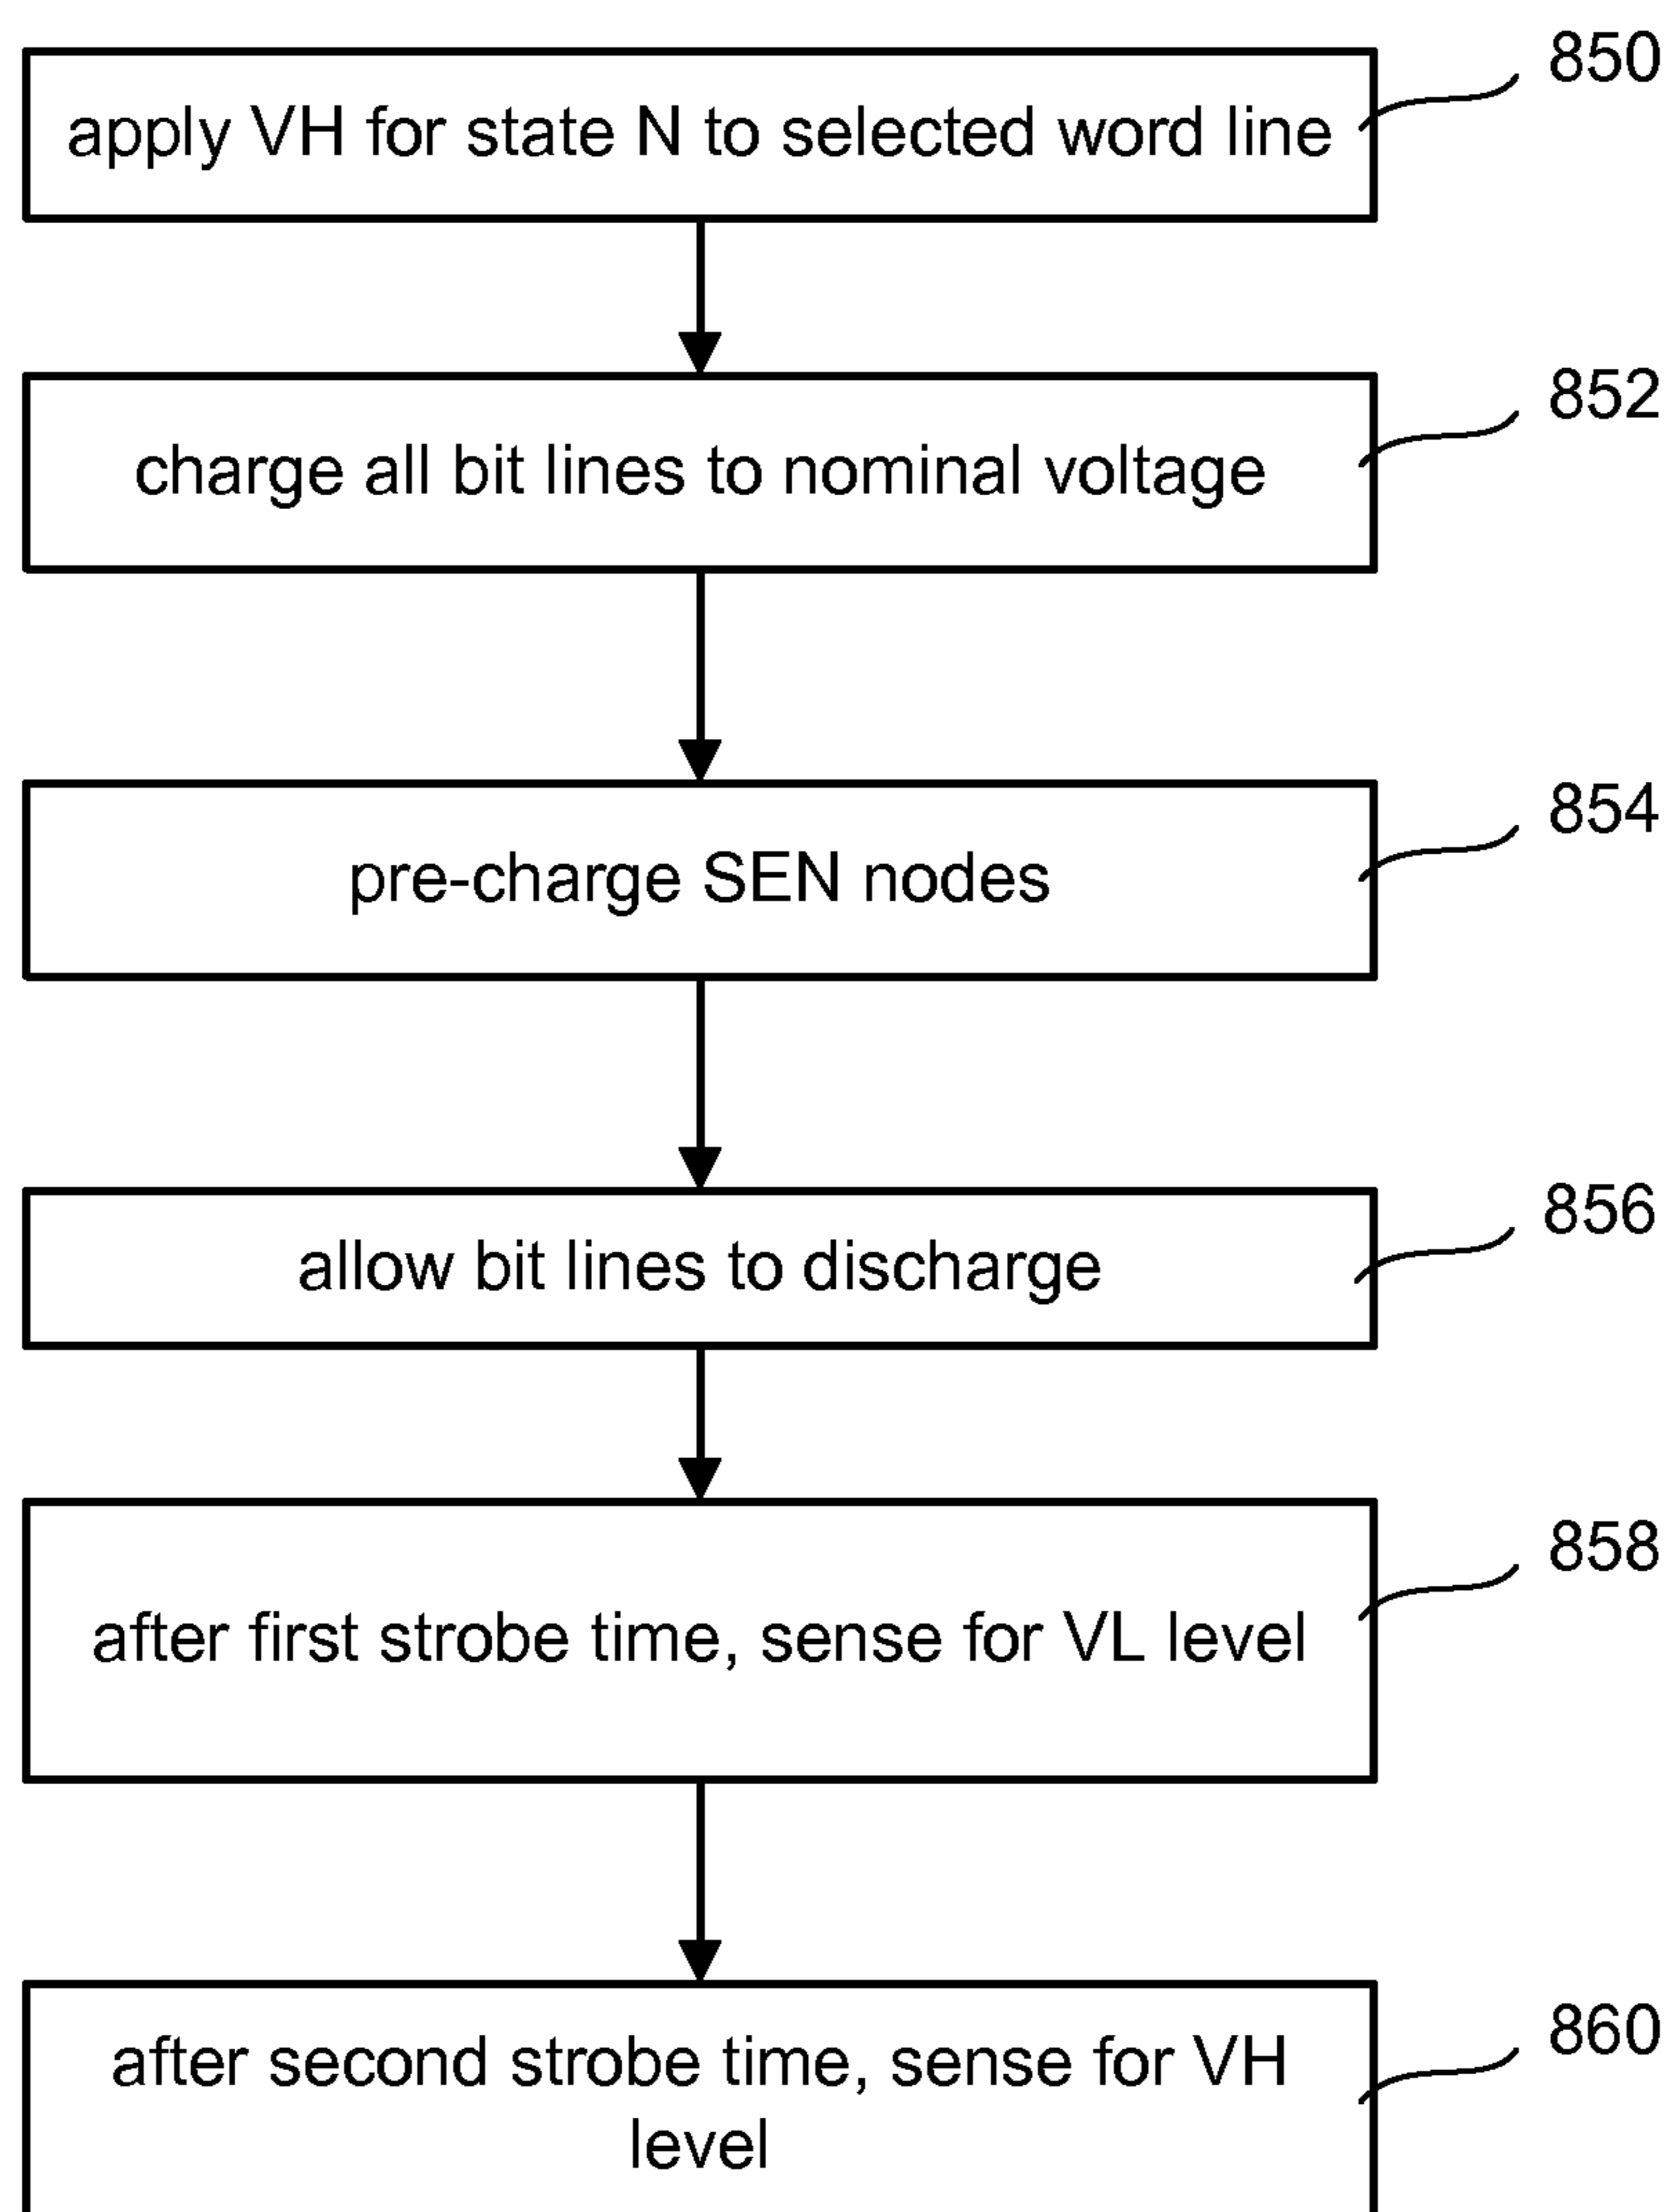 850
apply VH for state N to selected word line
852
charge all bit lines to nominal voltage
854
pre-charge SEN nodes
856
allow bit lines to discharge
858
after first strobe time, sense for VL level
860
after second strobe time, sense for VH
level